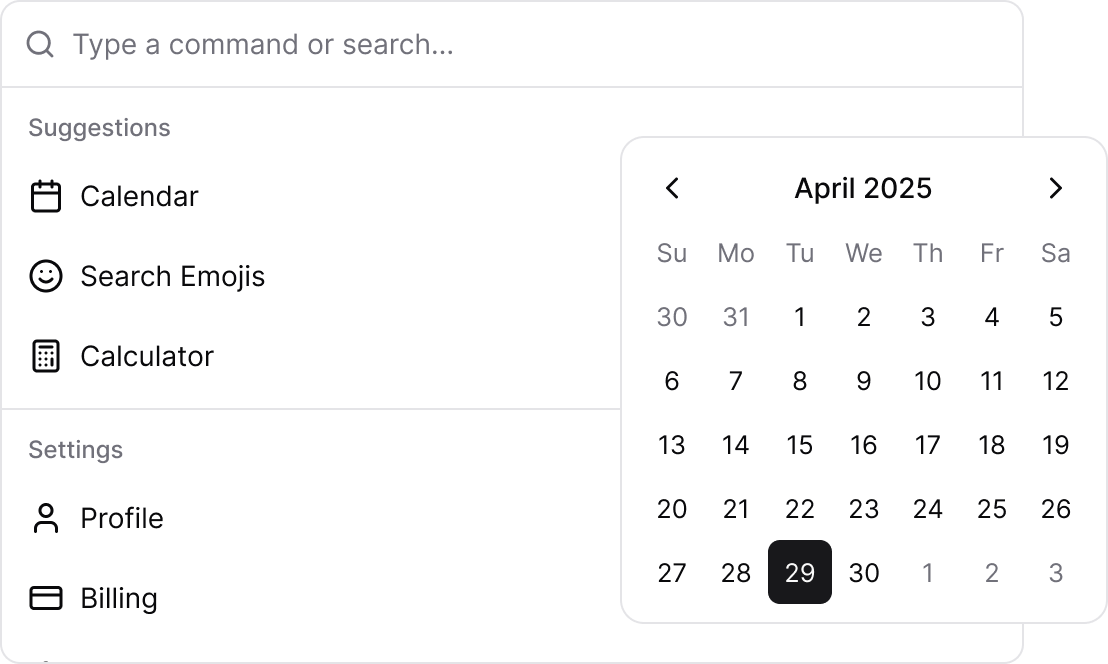 Type a command or search...
Suggestions
Calendar
Search Emojis
Calculator
Settings
Profile
Billing
April 2025
Su Mo Tu We Th Fr Sa
30 31 1 2 3 4 5
6 7 8 9 10 11 12
13 14 15 16 17 18 19
20 21 22 23 24 25 26
27 28 29 30 1 2 3